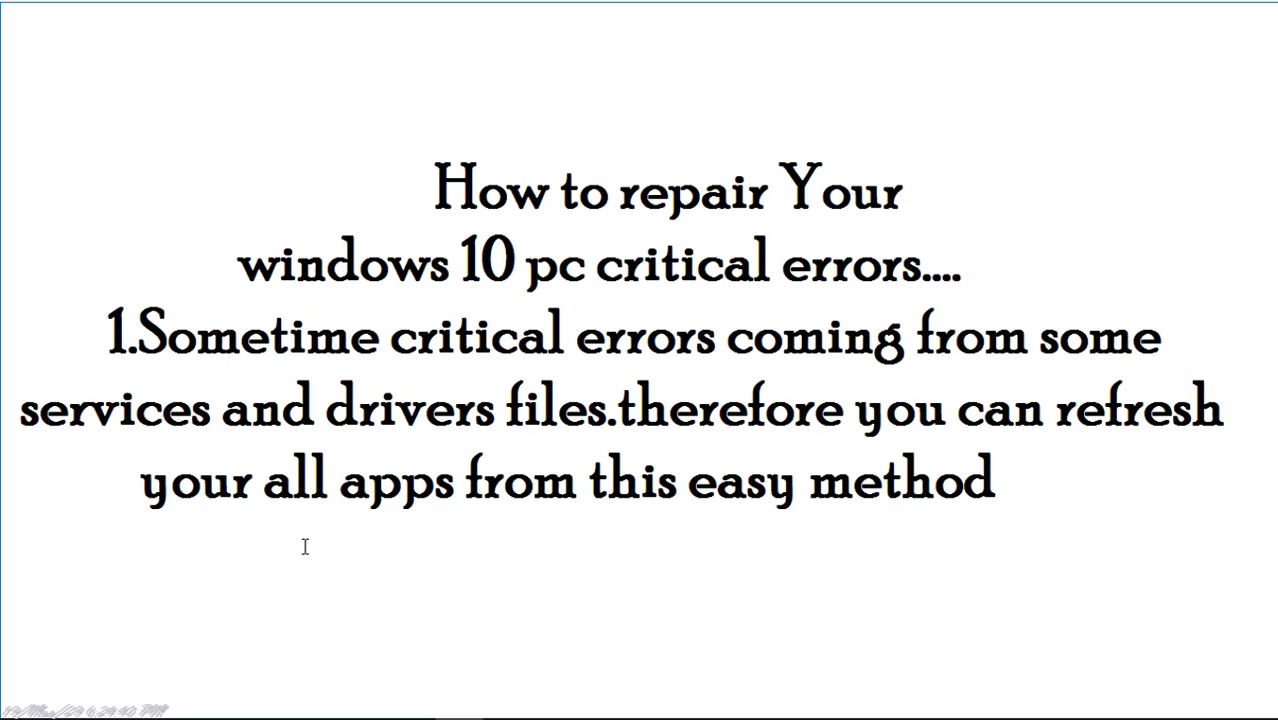 How to repair Your
windows 10 pc critical errors....
1.Sometime critical errors coming from some
services and drivers files.therefore you can refresh
your all apps from this easy method